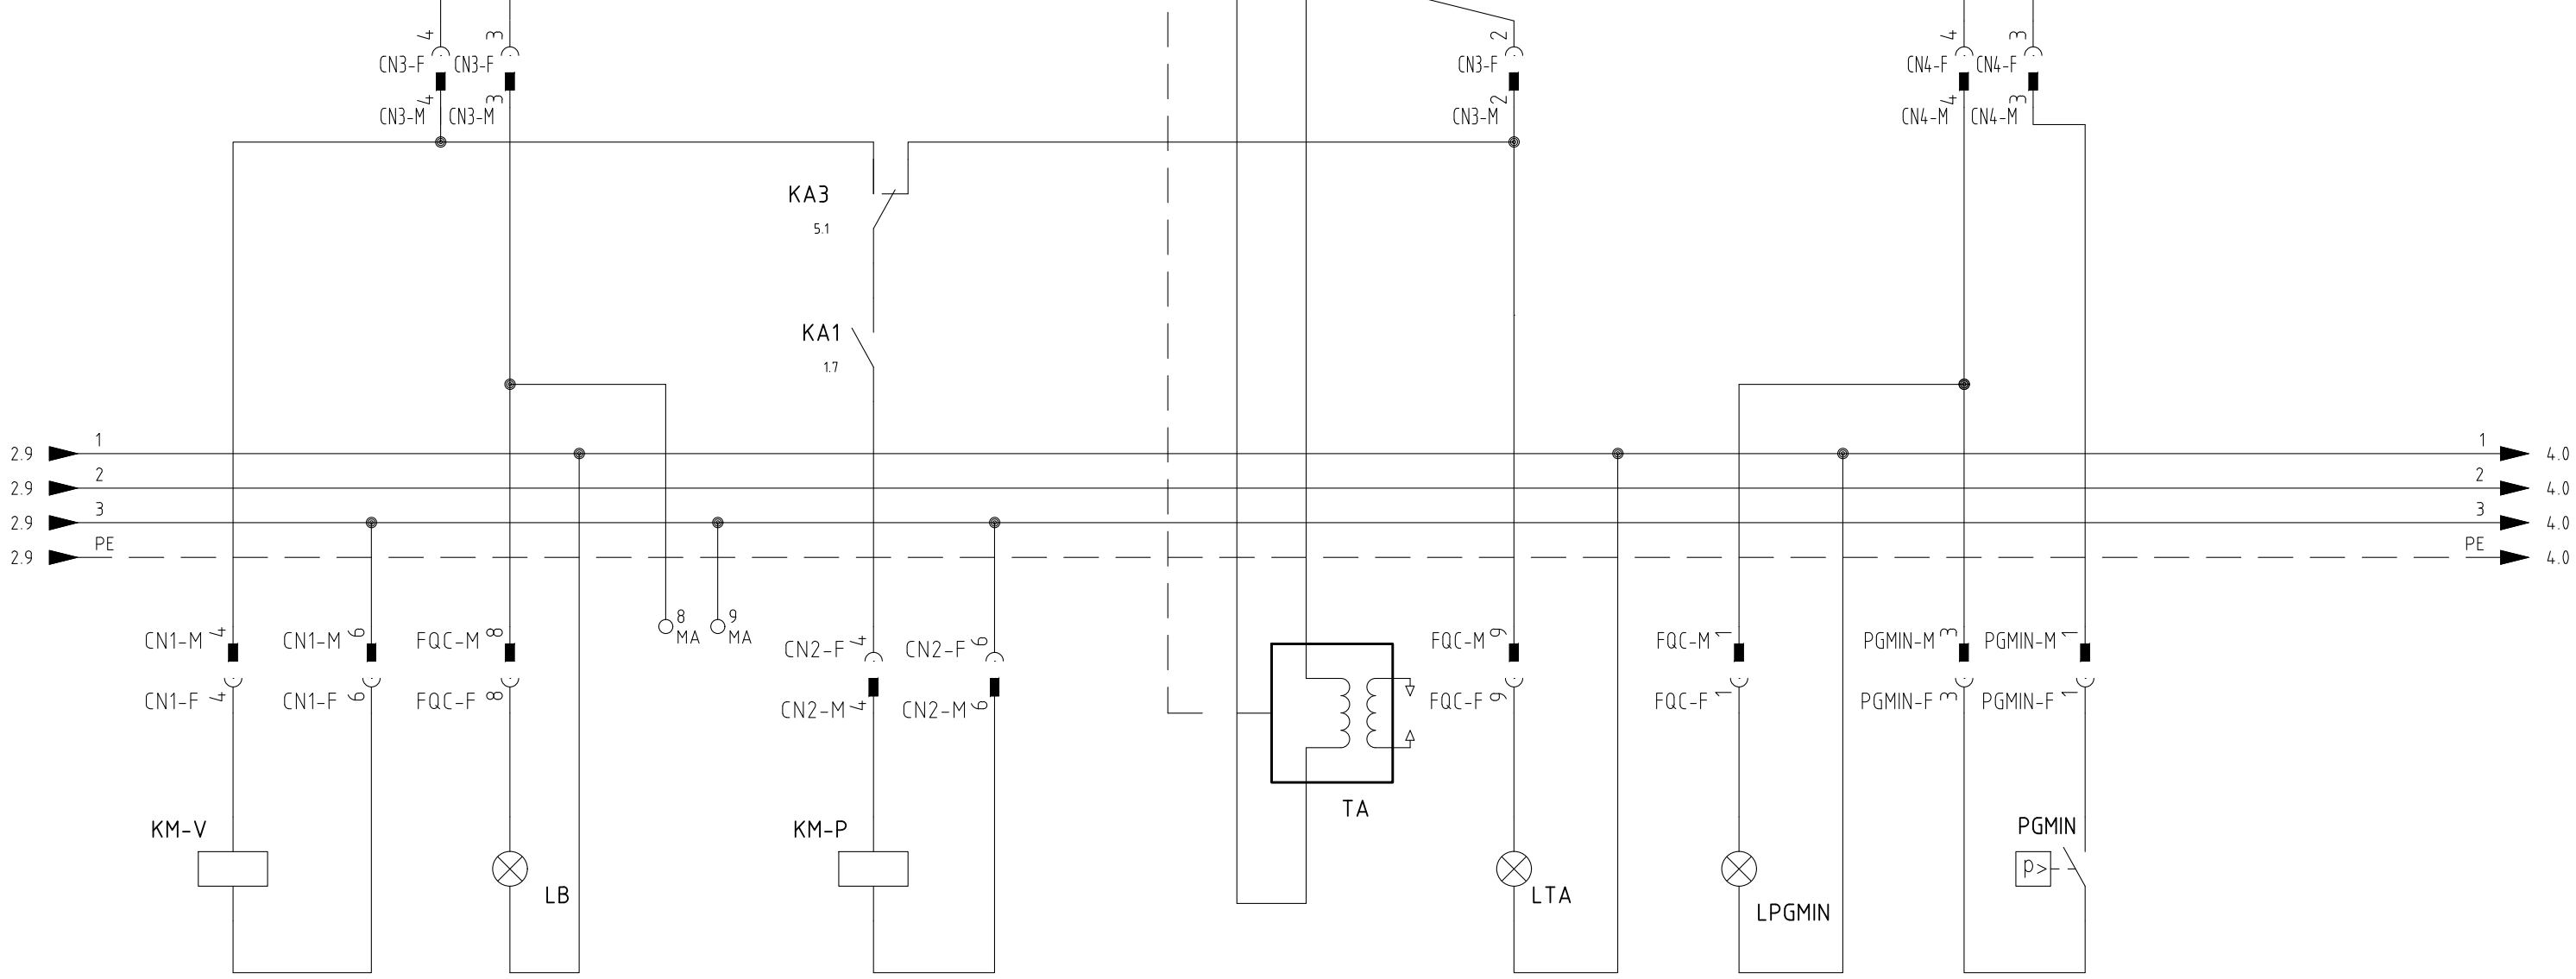 4 3 2 4 3
CN3-F CN3-F CN3-F CN4-F CN4-F
4 3 2 4 3
CN3-M CN3-M CN3-M CN4-M CN4-M
KA3
5.1
KA1
1.7
1 1
2.9 4.0
2 2
2.9 4.0
3 3
2.9 4.0
PE PE
2.9 4.0
8 9
MA MA
CN1-M 4 CN1-M 6 FQC-M 8 CN2-F 4 CN2-F 6 FQC-M 9 FQC-M 1 PGMIN-M 3 PGMIN-M 1
CN1-F 4 CN1-F 6 FQC-F 8 CN2-M 4 CN2-M 6 FQC-F 9 FQC-F 1 PGMIN-F 3 PGMIN-F 1
TA
KM-V KM-P PGMIN
p>
LB LTA LPGMIN